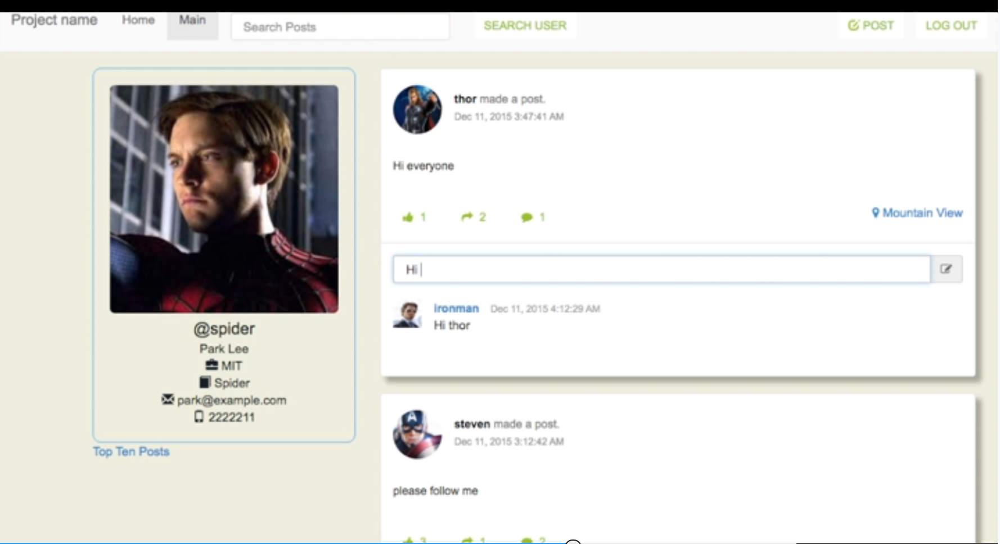 Project name Home Main Search Posts SEARCH USER POST LOG OUT
@spider
Park Lee
MIT
Spider
park@example.com
2222211
Top Ten Posts
thor made a post.
Dec 11, 2015 3:47:41 AM
Hi everyone
1 2 1 Mountain View
Hi
ironman Dec 11, 2015 4:12:29 AM
Hi thor
steven made a post.
Dec 11, 2015 3:12:42 AM
please follow me
3 1 2